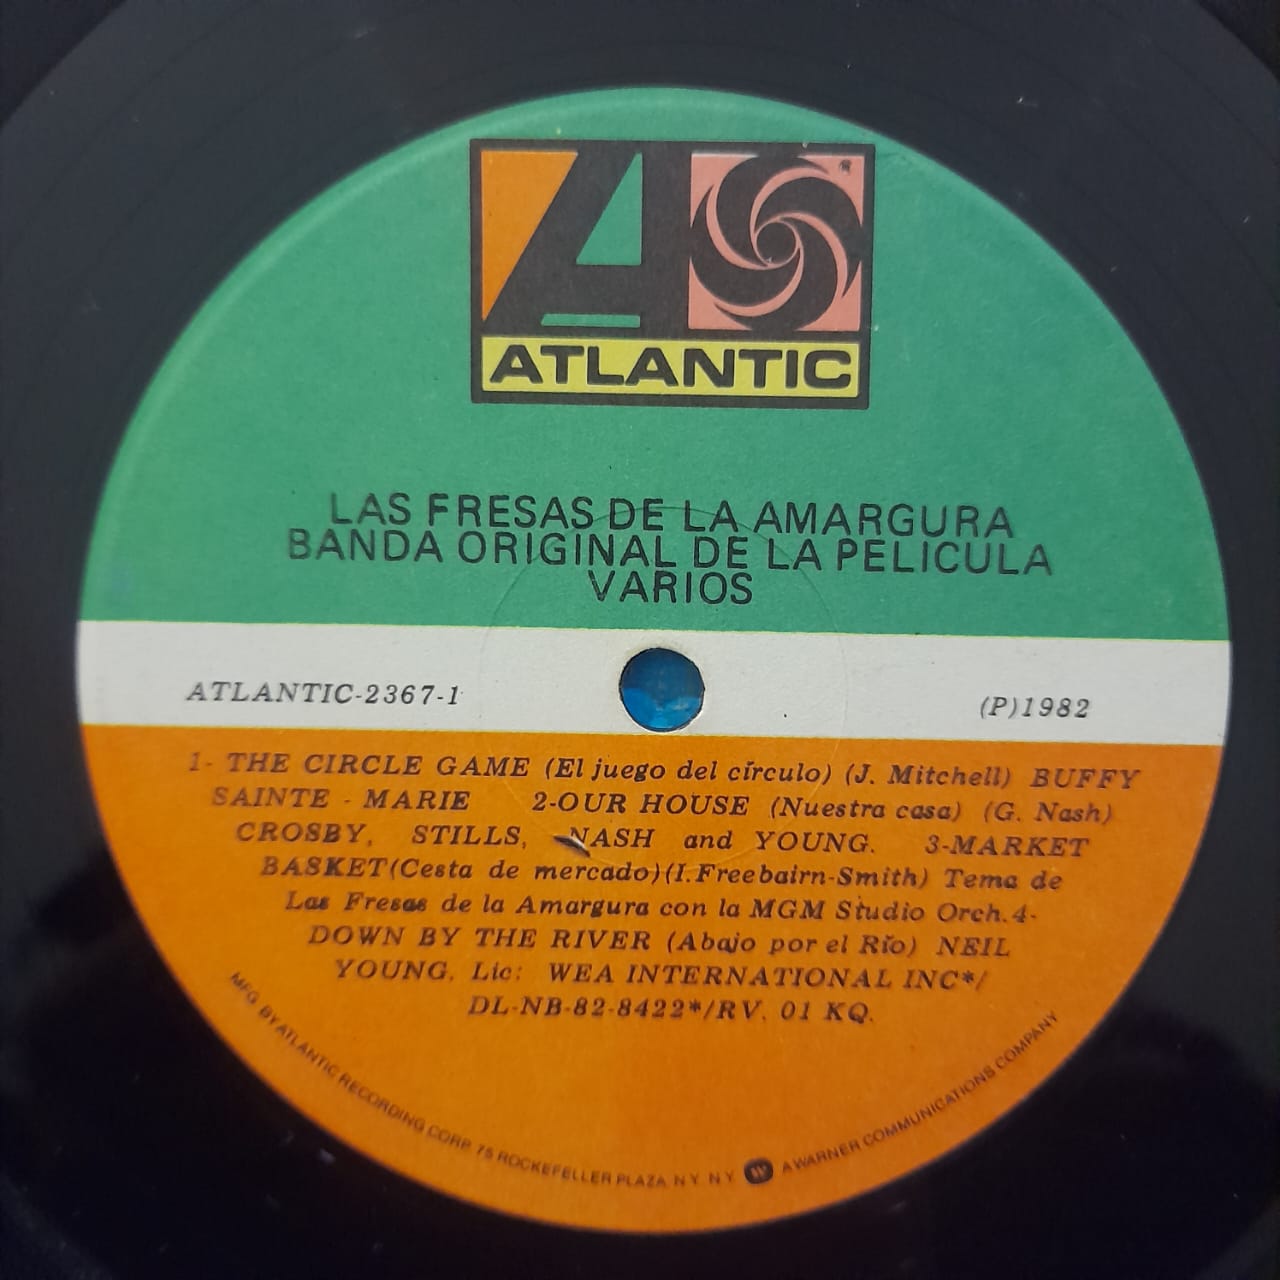 ATLANTIC
LAS FRESAS DE LA AMARGURA
BANDA ORIGINAL DE LA PELICULA
VARIOS
ATLANTIC-2367-1
(P)1982
1- THE CIRCLE GAME (El juego del círculo) (J. Mitchell) BUFFY
SAINTE - MARIE 2-OUR HOUSE (Nuestra casa) (G. Nash)
CROSBY, STILLS, NASH and YOUNG. 3-MARKET
BASKET(Cesta de mercado)(I.Freebairn-Smith) Tema de
Las Fresas de la Amargura con la MGM Studio Orch.4-
DOWN BY THE RIVER (Abajo por el Río) NEIL
YOUNG. Lic: WEA INTERNATIONAL INC*/
DL-NB-82-8422*/RV. 01 KQ.
MFG BY ATLANTIC RECORDING CORP. 75 ROCKEFELLER PLAZA N.Y. N.Y. W A WARNER COMMUNICATIONS COMPANY